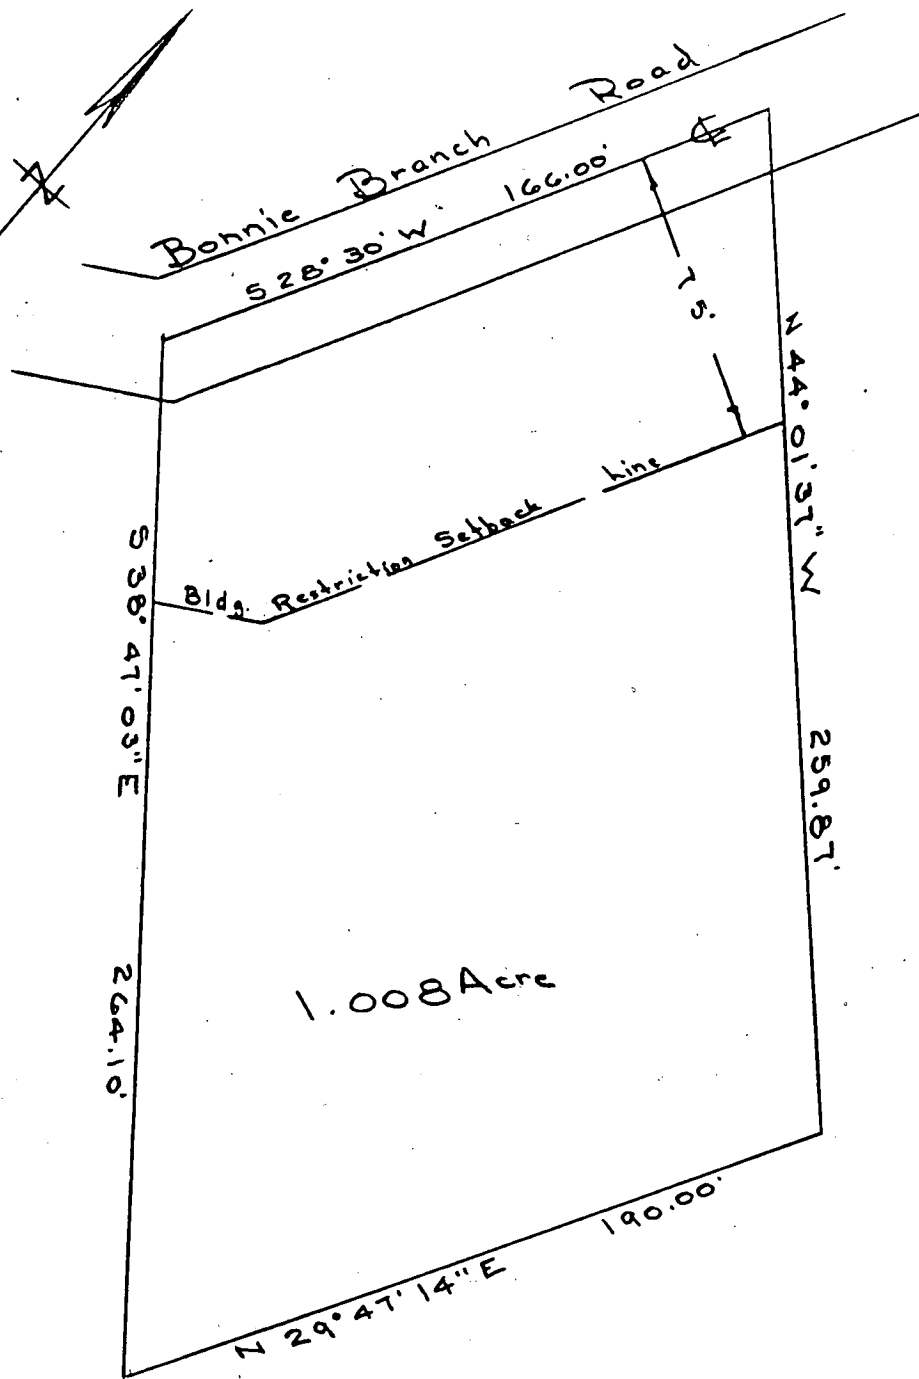 N
Bonnie Branch Road
S 28° 30' W 166.00' ℄
75'
N 44° 01' 37" W 259.87'
Bldg. Restriction Setback Line
S 38° 47' 03" E 264.10'
1.008 Acre
N 29° 47' 14" E 190.00'